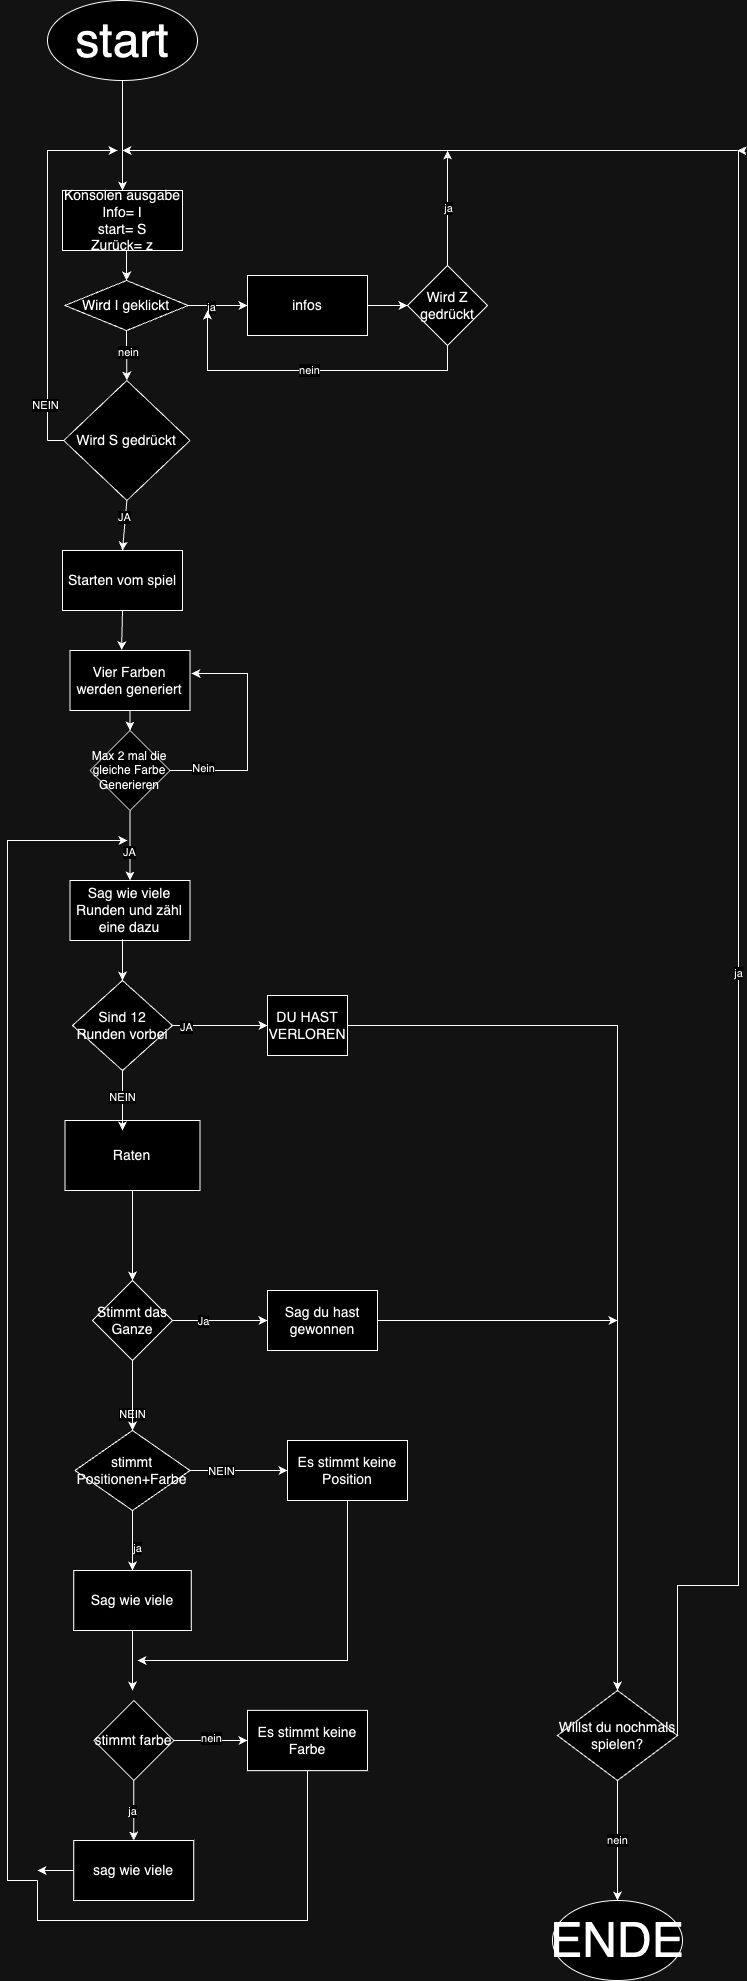 start
Konsolen ausgabe
Info= I
start= S
Zurück= z
ja
Wird I geklickt
ja
infos
Wird Z
gedrückt
nein
nein
NEIN
Wird S gedrückt
JA
Starten vom spiel
Vier Farben
werden generiert
Max 2 mal die
gleiche Farbe
Generieren
Nein
JA
Sag wie viele
Runden und zähl
eine dazu
ja
Sind 12
Runden vorbei
JA
DU HAST
VERLOREN
NEIN
Raten
Stimmt das
Ganze
Ja
Sag du hast
gewonnen
NEIN
stimmt
Positionen+Farbe
NEIN
Es stimmt keine
Position
ja
Sag wie viele
stimmt farbe
nein
Es stimmt keine
Farbe
Willst du nochmals
spielen?
ja
nein
sag wie viele
ENDE